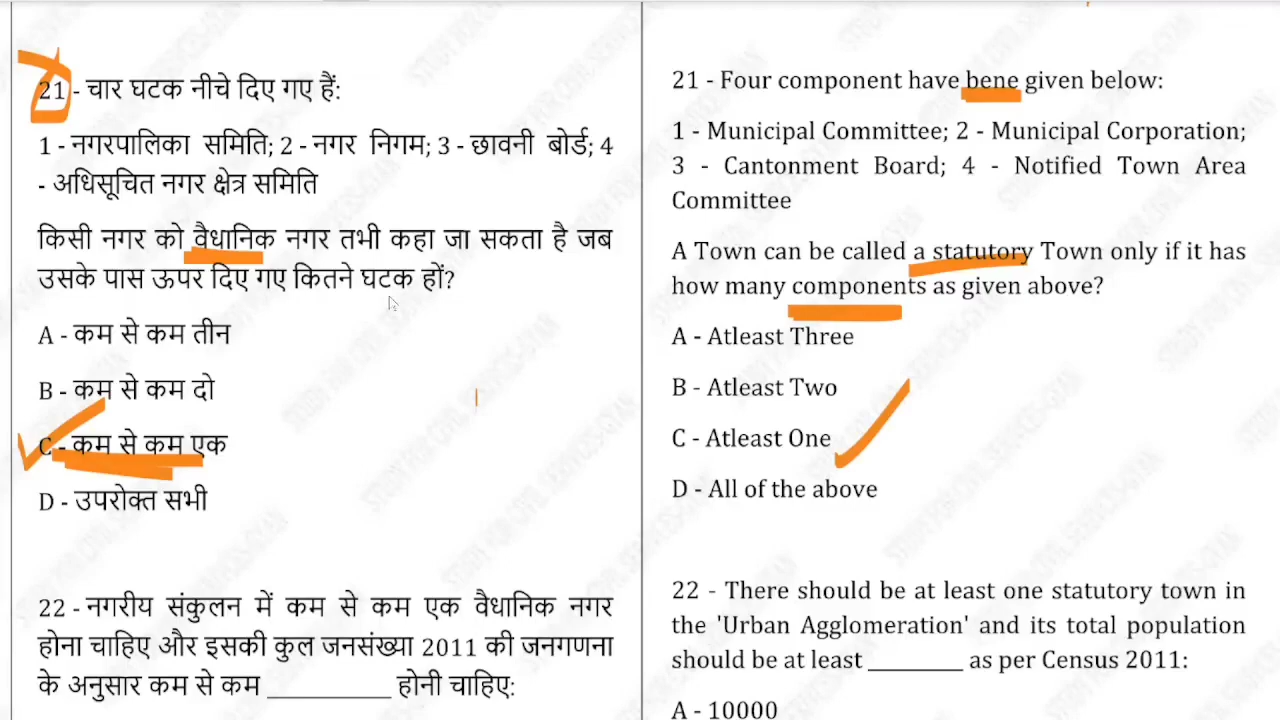 21 - चार घटक नीचे दिए गए हैं:
1 - नगरपालिका समिति; 2 - नगर निगम; 3 - छावनी बोर्ड; 4
- अधिसूचित नगर क्षेत्र समिति
किसी नगर को वैधानिक नगर तभी कहा जा सकता है जब
उसके पास ऊपर दिए गए कितने घटक हों?
A - कम से कम तीन
B - कम से कम दो
C - कम से कम एक
D - उपरोक्त सभी
22 - नगरीय संकुलन में कम से कम एक वैधानिक नगर
होना चाहिए और इसकी कुल जनसंख्या 2011 की जनगणना
के अनुसार कम से कम __________ होनी चाहिए:
21 - Four component have bene given below:
1 - Municipal Committee; 2 - Municipal Corporation;
3 - Cantonment Board; 4 - Notified Town Area
Committee
A Town can be called a statutory Town only if it has
how many components as given above?
A - Atleast Three
B - Atleast Two
C - Atleast One
D - All of the above
22 - There should be at least one statutory town in
the 'Urban Agglomeration' and its total population
should be at least ________ as per Census 2011:
A - 10000